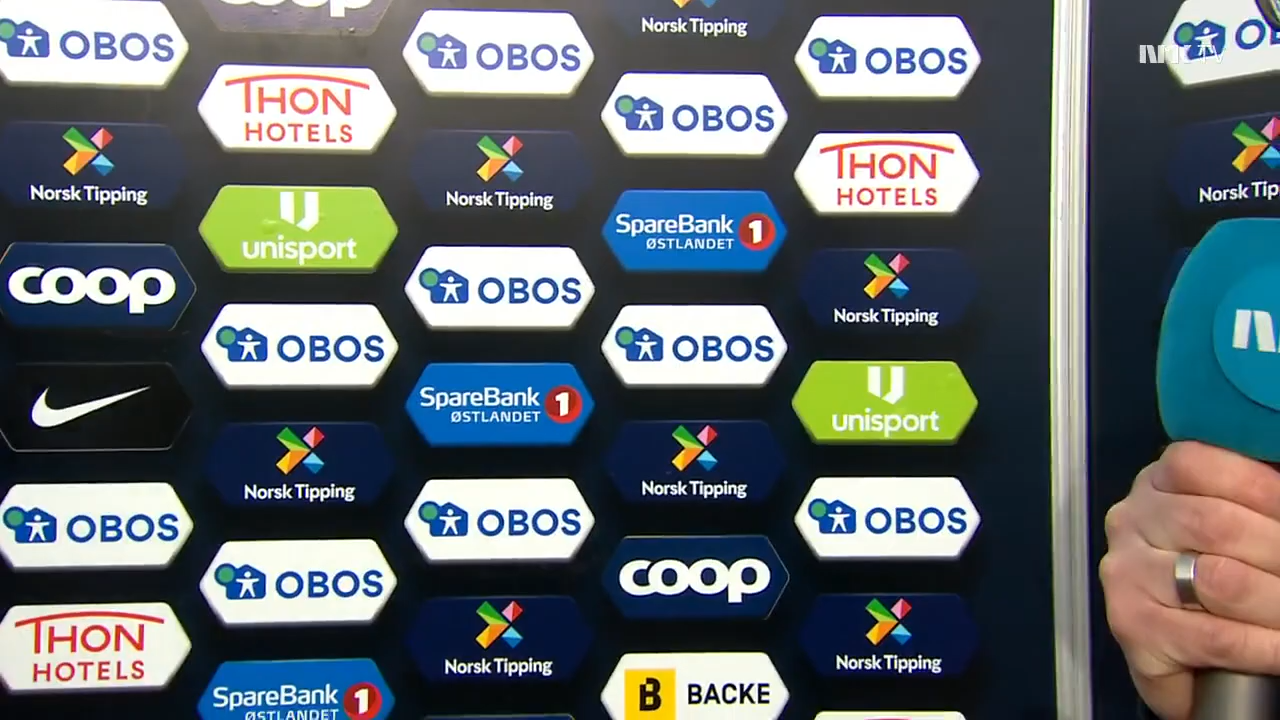 coop
Norsk Tipping
OBOS
OBOS
OBOS
NRK TV
THON
HOTELS
OBOS
THON
HOTELS
Norsk Tipping
Norsk Tipping
unisport
SpareBank 1
ØSTLANDET
Norsk Tip
coop
OBOS
Norsk Tipping
OBOS
OBOS
SpareBank 1
ØSTLANDET
unisport
Norsk Tipping
Norsk Tipping
OBOS
OBOS
OBOS
OBOS
coop
THON
HOTELS
Norsk Tipping
Norsk Tipping
SpareBank 1
ØSTLANDET
B BACKE